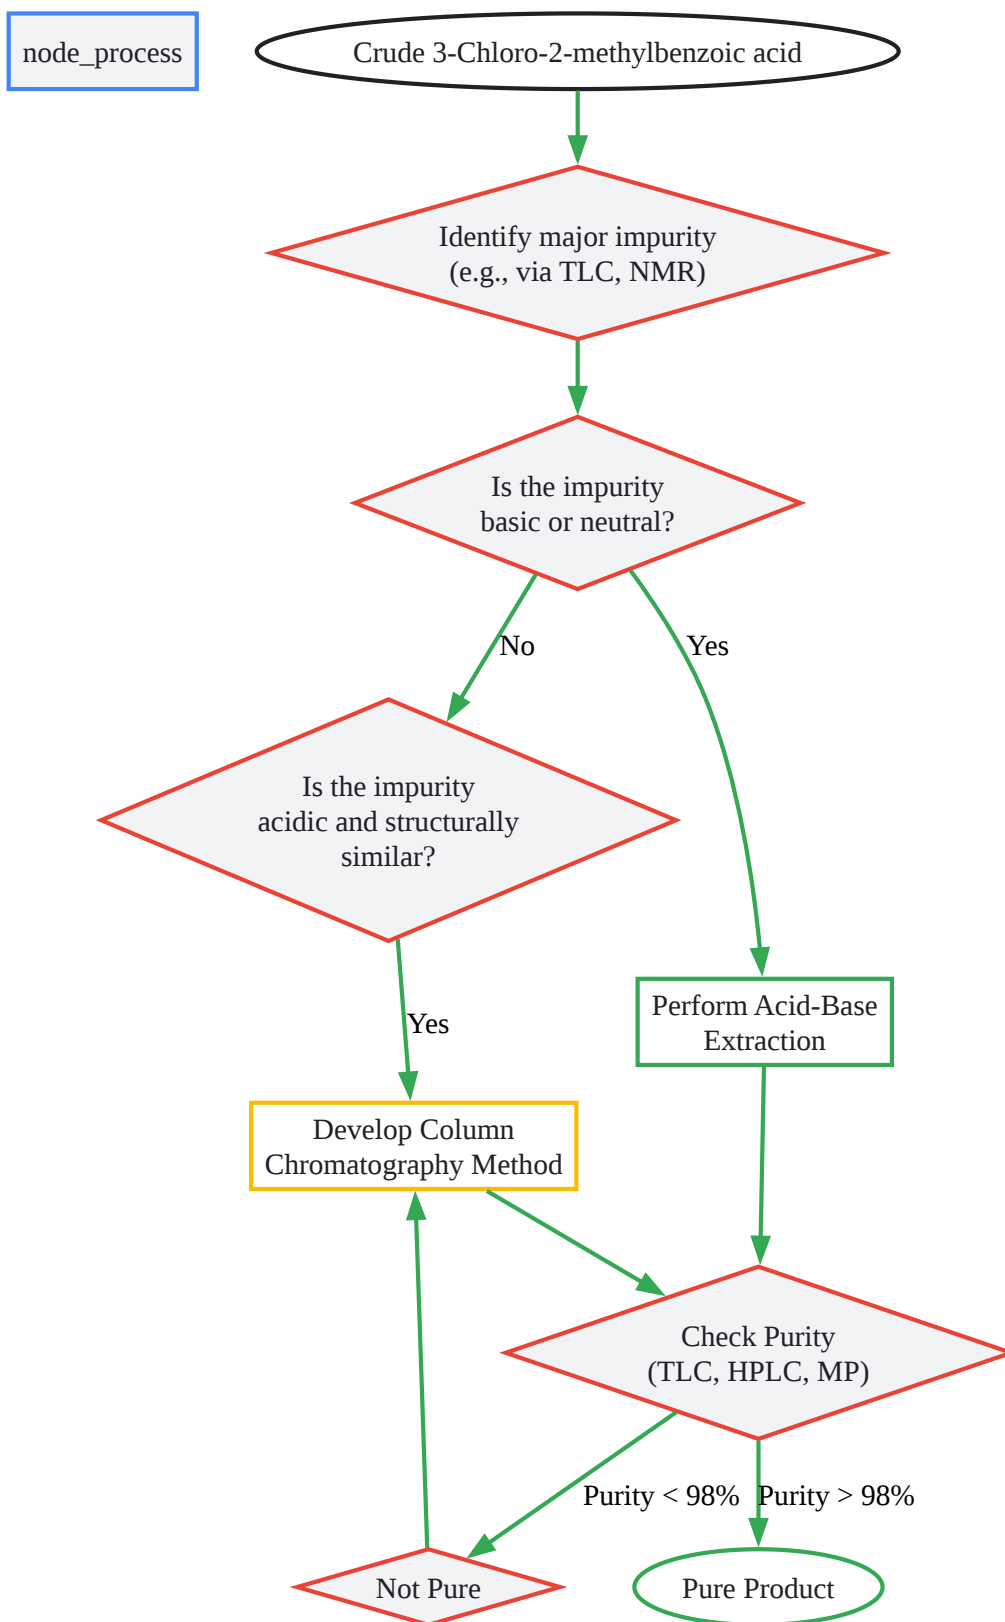 node_process
Crude 3-Chloro-2-methylbenzoic acid
Identify major impurity
(e.g., via TLC, NMR)
Is the impurity
basic or neutral?
No
Yes
Is the impurity
acidic and structurally
similar?
Perform Acid-Base
Extraction
Yes
Develop Column
Chromatography Method
Check Purity
(TLC, HPLC, MP)
Purity < 98%
Purity > 98%
Not Pure
Pure Product